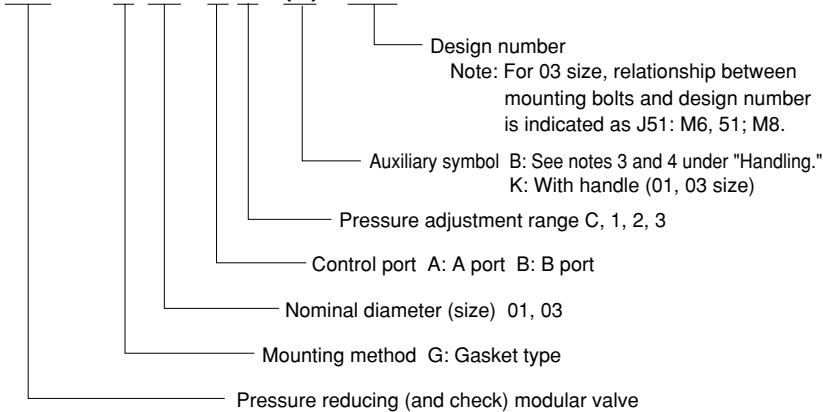 Design number
Note: For 03 size, relationship between
mounting bolts and design number
is indicated as J51: M6, 51; M8.
Auxiliary symbol B: See notes 3 and 4 under "Handling."
K: With handle (01, 03 size)
Pressure adjustment range C, 1, 2, 3
Control port A: A port B: B port
Nominal diameter (size) 01, 03
Mounting method G: Gasket type
Pressure reducing (and check) modular valve